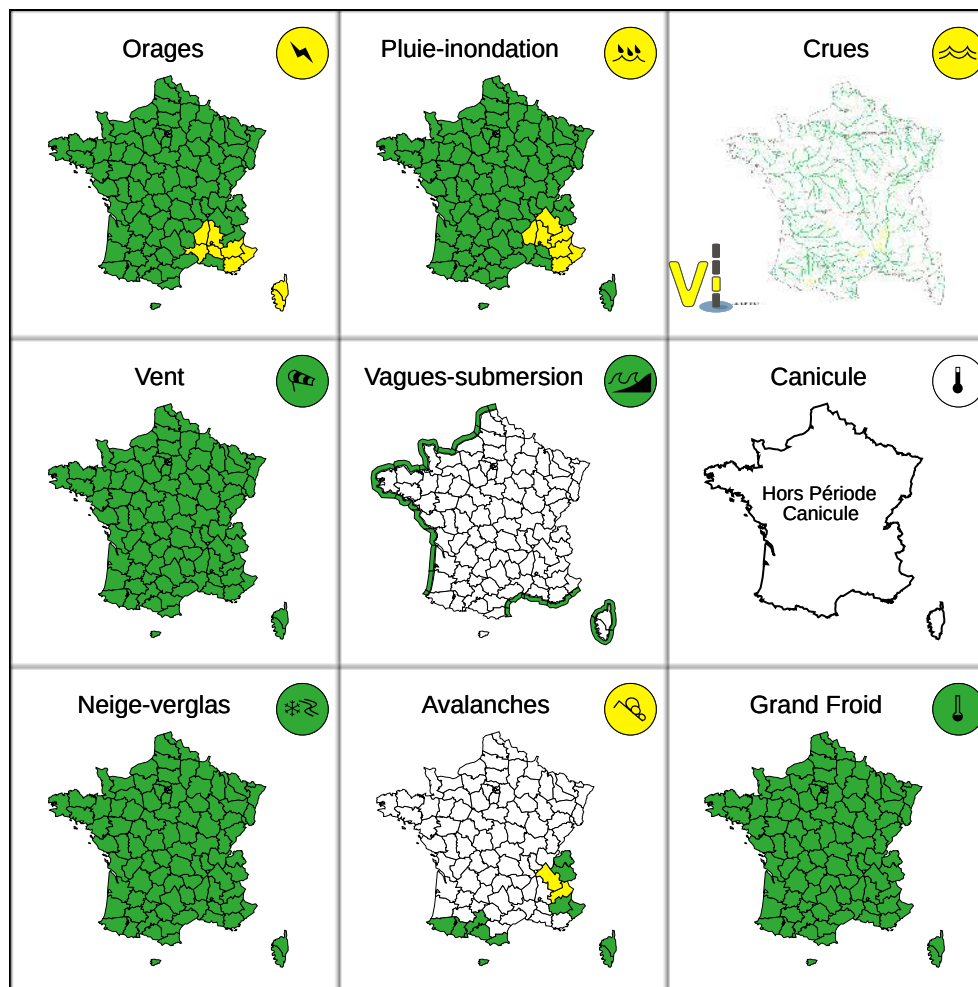 Orages
Pluie-inondation
Crues
Vent
Vagues-submersion
Canicule
Hors Période
Canicule
Neige-verglas
Avalanches
Grand Froid